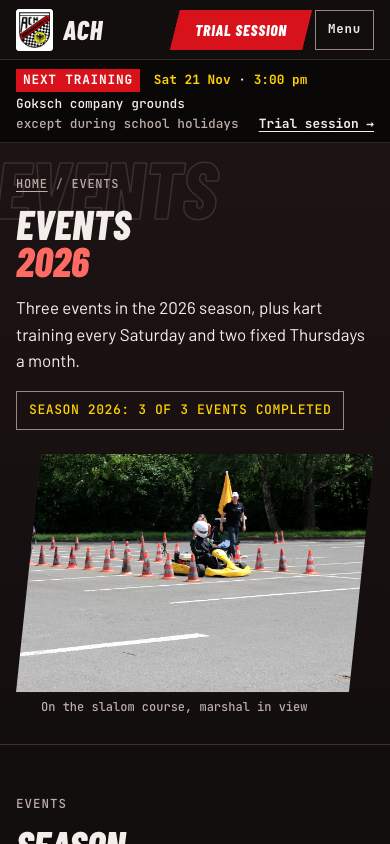 ACH
TRIAL SESSION
Menu
NEXT TRAINING Sat 21 Nov · 3:00 pm
Goksch company grounds
except during school holidays Trial session →
EVENTS
HOME / EVENTS
EVENTS
2026
Three events in the 2026 season, plus kart
training every Saturday and two fixed Thursdays
a month.
SEASON 2026: 3 OF 3 EVENTS COMPLETED
On the slalom course, marshal in view
EVENTS
SEASON